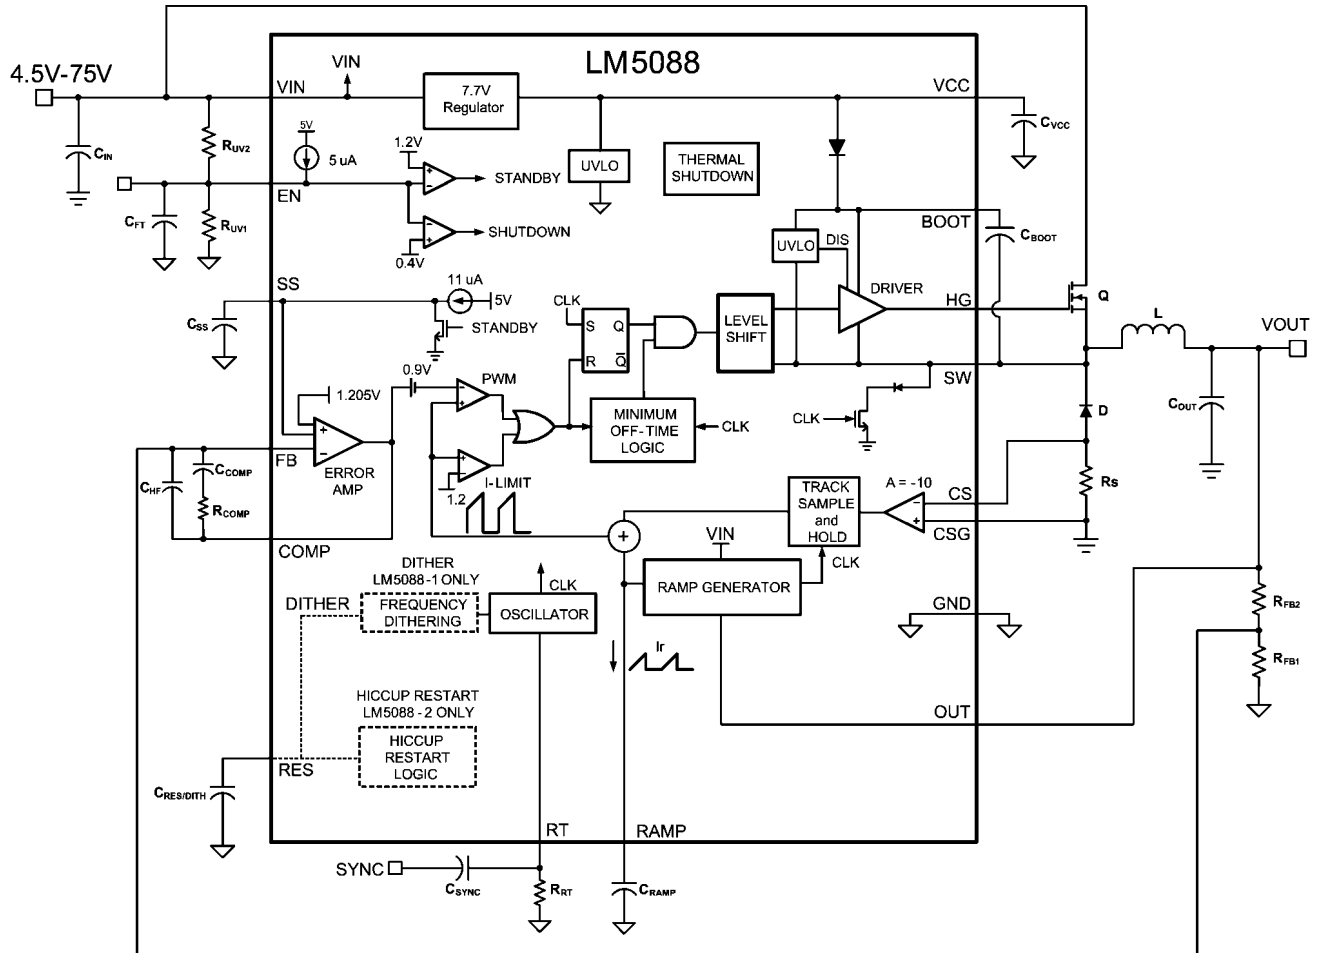 LM5088
4.5V-75V
VIN
VIN
7.7V
Regulator
VCC
CVCC
CIN
RUV2
5V
5 uA
1.2V
STANDBY
UVLO
THERMAL
SHUTDOWN
EN
CFT
RUV1
SHUTDOWN
0.4V
BOOT
CBOOT
UVLO
DIS
DRIVER
SS
11 uA
5V
STANDBY
CSS
CLK
S
Q
R
Q̅
LEVEL
SHIFT
HG
Q
L
VOUT
SW
0.9V
PWM
1.205V
+
−
ERROR
AMP
MINIMUM
OFF-TIME
LOGIC
CLK
CLK
D
COUT
FB
CHF
CCOMP
RCOMP
1.2
I-LIMIT
TRACK
SAMPLE
and
HOLD
A = -10
CS
CSG
RS
COMP
+
VIN
CLK
RAMP GENERATOR
DITHER
LM5088-1 ONLY
DITHER
FREQUENCY
DITHERING
CLK
OSCILLATOR
GND
RFB2
RFB1
Ir
HICCUP RESTART
LM5088-2 ONLY
HICCUP
RESTART
LOGIC
OUT
RES
CRES/DITH
RT
RAMP
SYNC
CSYNC
RRT
CRAMP